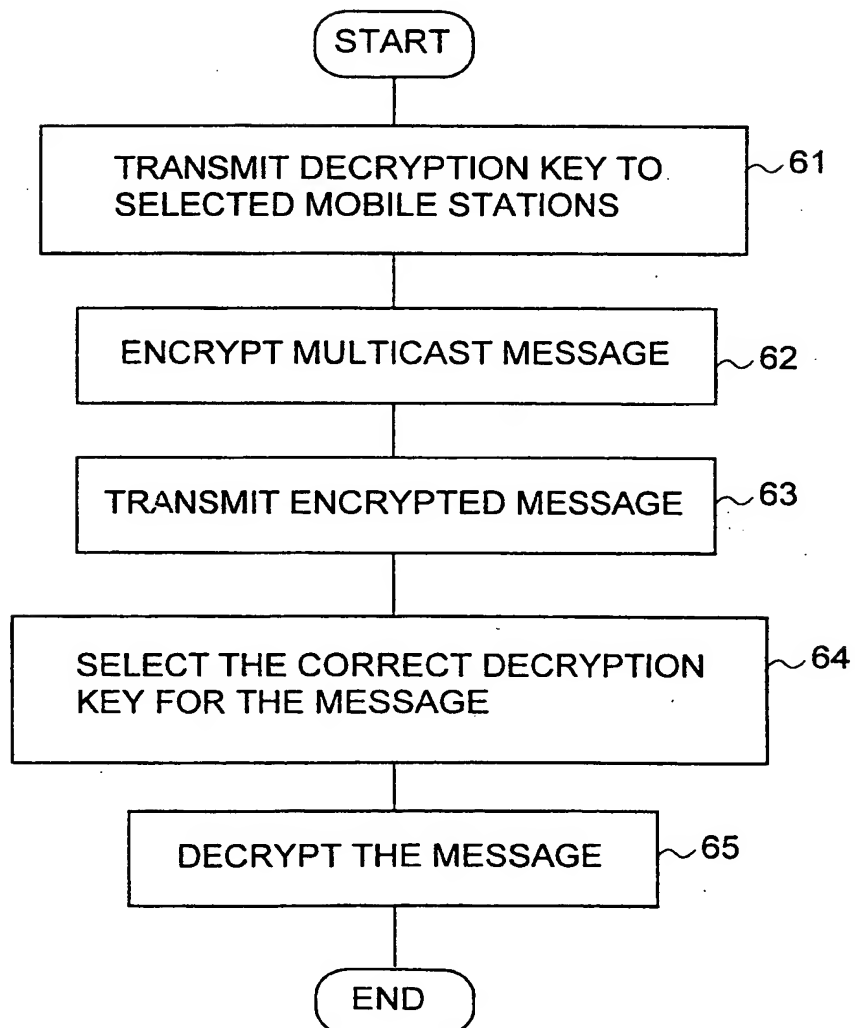 START
TRANSMIT DECRYPTION KEY TO
SELECTED MOBILE STATIONS
61
ENCRYPT MULTICAST MESSAGE
62
TRANSMIT ENCRYPTED MESSAGE
63
SELECT THE CORRECT DECRYPTION
KEY FOR THE MESSAGE
64
DECRYPT THE MESSAGE
65
END